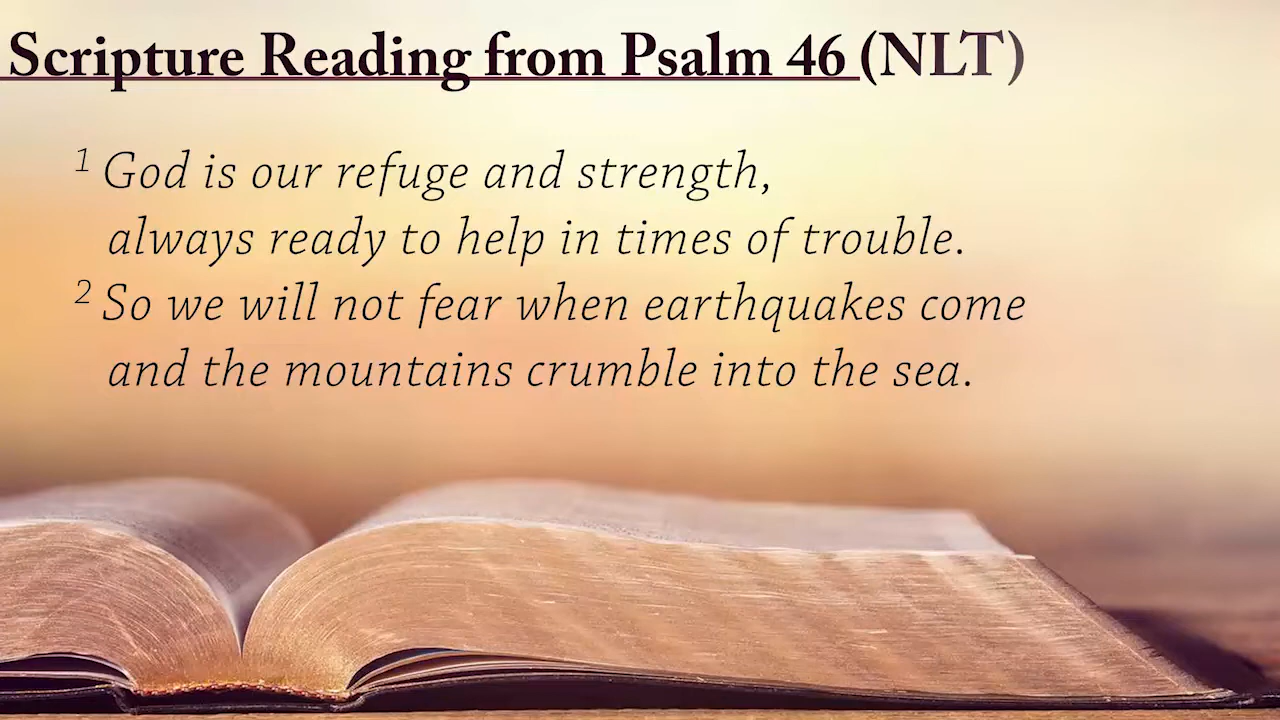 Scripture Reading from Psalm 46 (NLT)
1 God is our refuge and strength,
always ready to help in times of trouble.
2 So we will not fear when earthquakes come
and the mountains crumble into the sea.